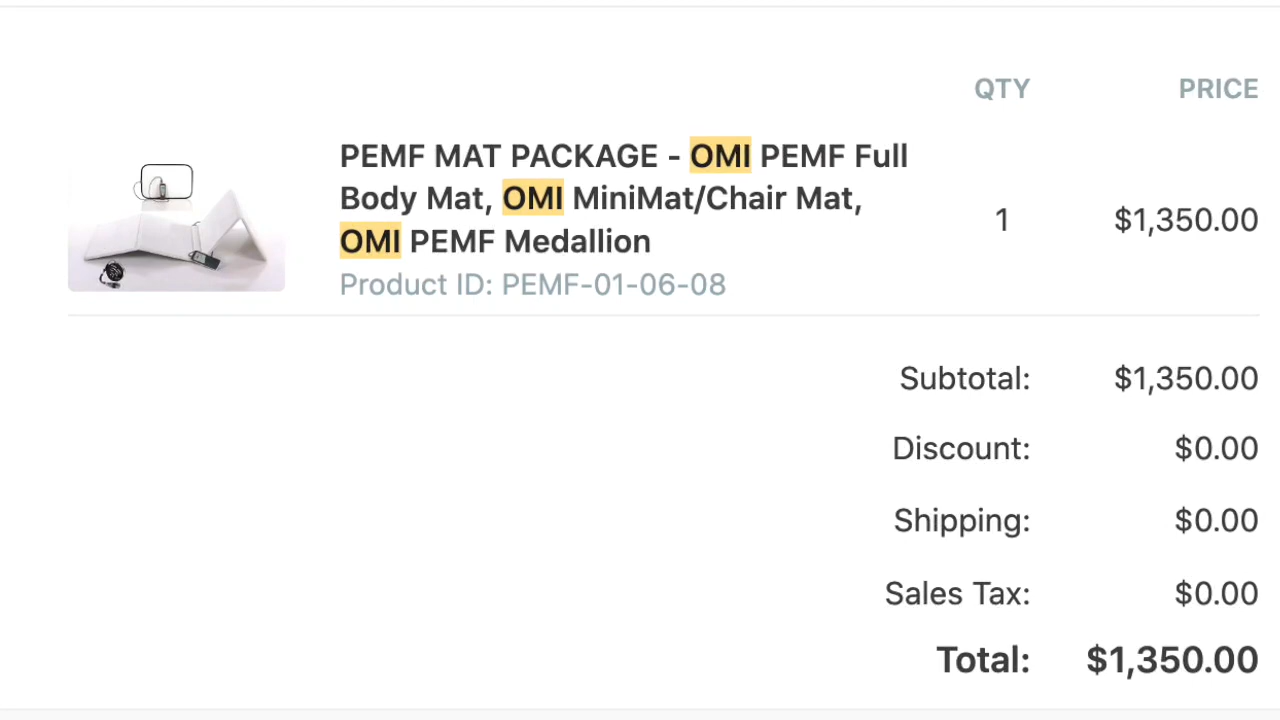 QTY PRICE
PEMF MAT PACKAGE - OMI PEMF Full
Body Mat, OMI MiniMat/Chair Mat,
OMI PEMF Medallion
Product ID: PEMF-01-06-08
1 $1,350.00
Subtotal: $1,350.00
Discount: $0.00
Shipping: $0.00
Sales Tax: $0.00
Total: $1,350.00